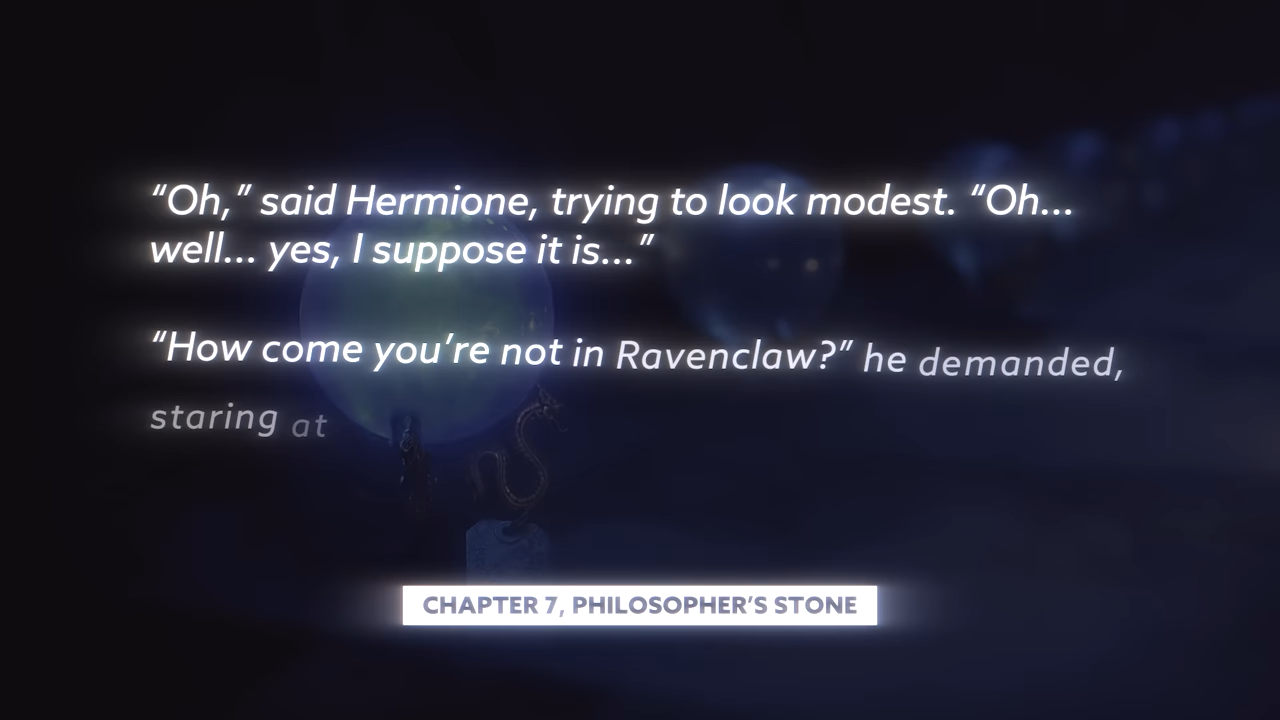 “Oh,” said Hermione, trying to look modest. “Oh...
well... yes, I suppose it is...”
“How come you’re not in Ravenclaw?” he demanded,
staring at
CHAPTER 7, PHILOSOPHER’S STONE